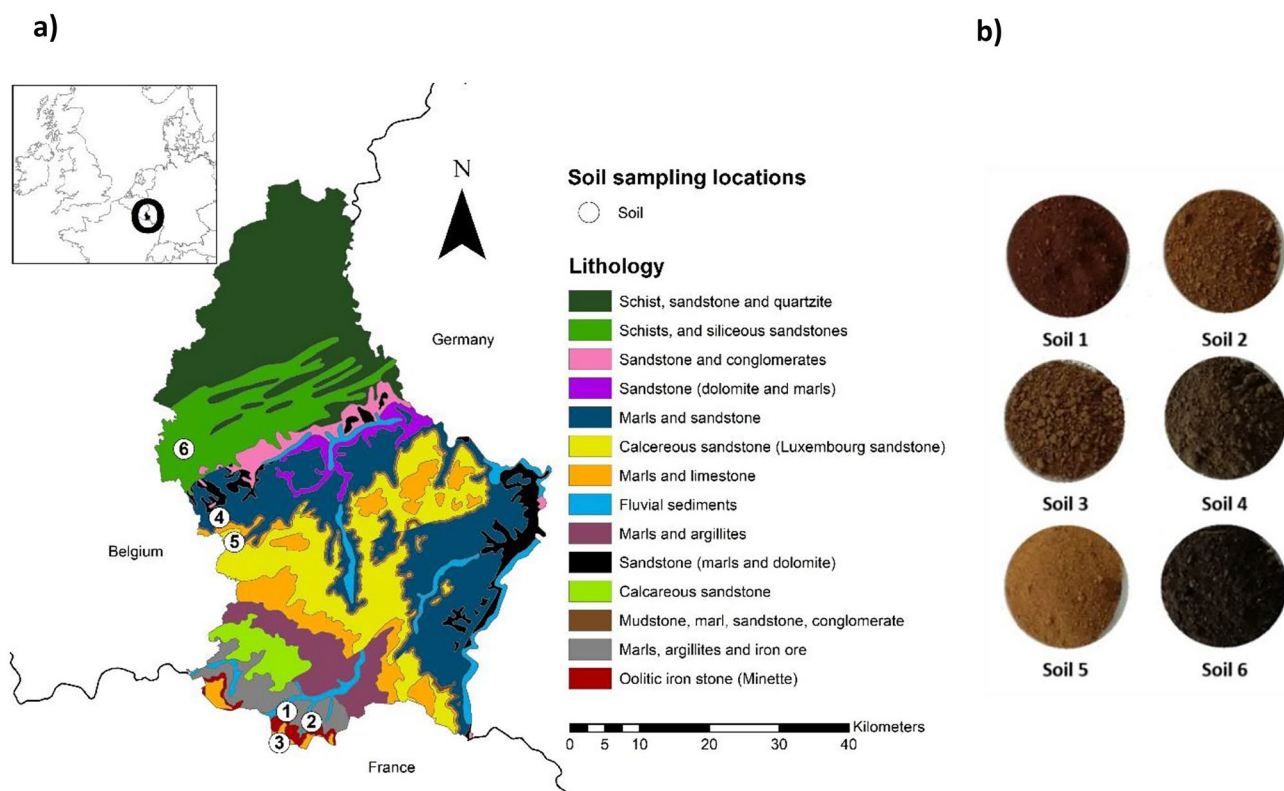 a)
b)
N
Germany
Belgium
France
6
4
5
1
2
3
Soil sampling locations
Soil
Lithology
Schist, sandstone and quartzite
Schists, and siliceous sandstones
Sandstone and conglomerates
Sandstone (dolomite and marls)
Marls and sandstone
Calcereous sandstone (Luxembourg sandstone)
Marls and limestone
Fluvial sediments
Marls and argillites
Sandstone (marls and dolomite)
Calcareous sandstone
Mudstone, marl, sandstone, conglomerate
Marls, argillites and iron ore
Oolitic iron stone (Minette)
Kilometers
0 5 10 20 30 40
Soil 1 Soil 2
Soil 3 Soil 4
Soil 5 Soil 6